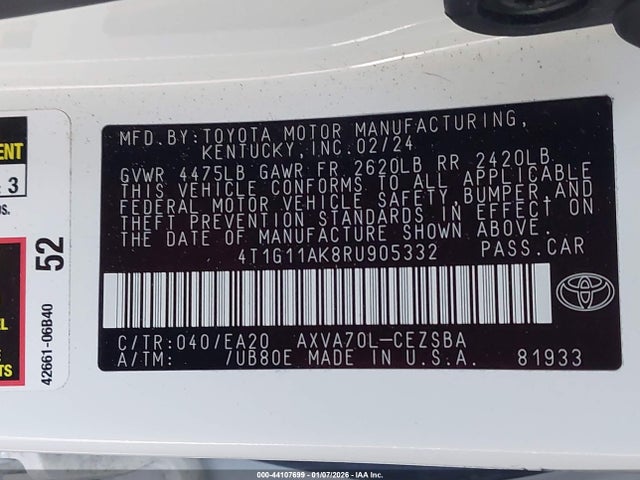 MFD.BY:TOYOTA MOTOR MANUFACTURING,
KENTUCKY,INC.02/24
GVWR 4475LB GAWR FR 2620LB RR 2420LB
THIS VEHICLE CONFORMS TO ALL APPLICABLE
FEDERAL MOTOR VEHICLE SAFETY,BUMPER,AND
THEFT PREVENTION STANDARDS IN EFFECT ON
THE DATE OF MANUFACTURE SHOWN ABOVE.
4T1G11AK8RU905332 PASS.CAR
C/TR:040/EA20 AXVA70L-CEZSBA
A/TM: /UB80E MADE IN U.S.A. 81933
3
52
42661-06B40
000-44107699 - 01/07/2026 - IAA Inc.